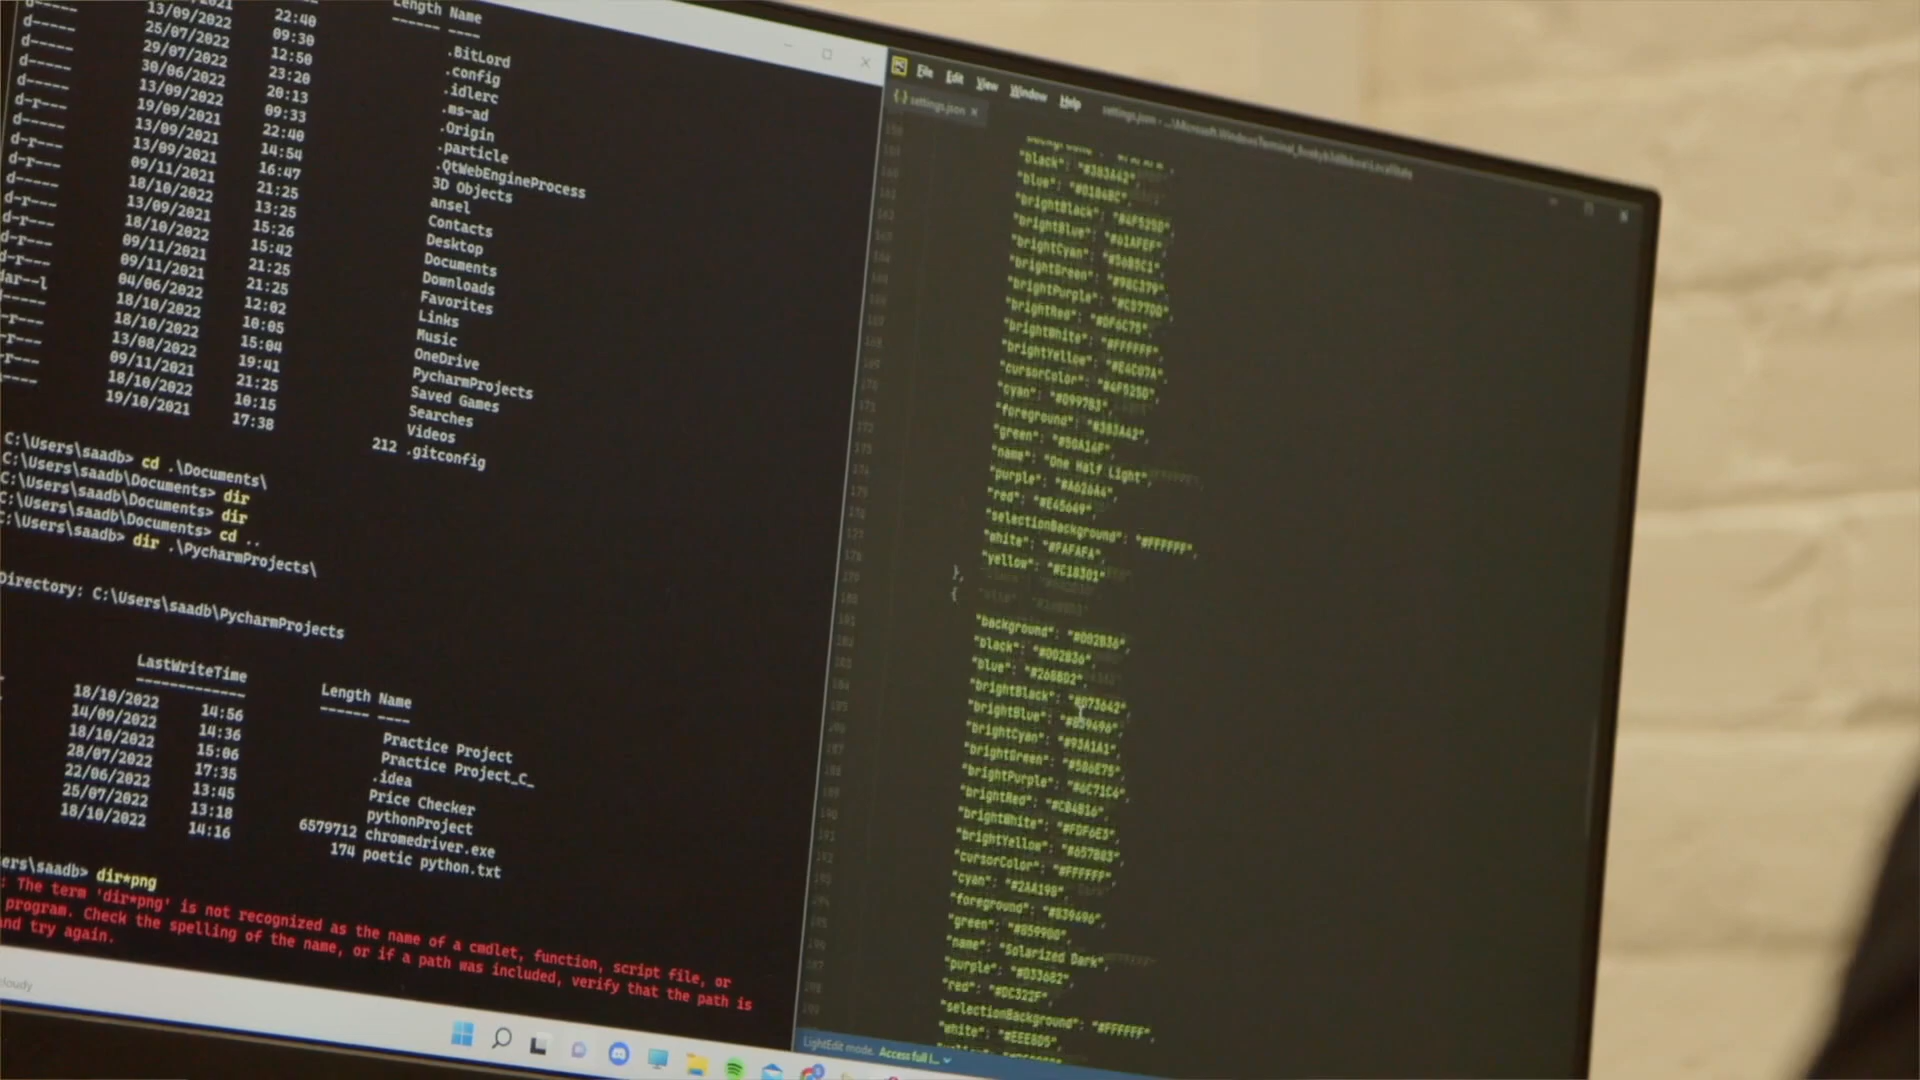 Length Name
------ ----
d----- 13/09/2022 22:40 .BitLord
d----- 25/07/2022 09:30 .config
d----- 29/07/2022 12:50 .idlerc
d----- 30/06/2022 23:20 .ms-ad
d----- 13/09/2022 20:13 .Origin
d-r--- 19/09/2021 09:33 .particle
d----- 13/09/2021 22:40 .QtWebEngineProcess
d-r--- 13/09/2021 14:54 3D Objects
d----- 09/11/2021 16:47 ansel
d-r--- 18/10/2022 21:25 Contacts
d-r--- 13/09/2021 13:25 Desktop
d-r--- 18/10/2022 15:26 Documents
d-r--- 09/11/2021 15:42 Downloads
d-r--- 09/11/2021 21:25 Favorites
dar--l 04/06/2022 21:25 Links
18/10/2022 12:02 Music
18/10/2022 10:05 OneDrive
13/08/2022 15:04 PycharmProjects
09/11/2021 19:41 Saved Games
18/10/2022 21:25 Searches
19/10/2021 10:15 Videos
17:38 212 .gitconfig
C:\Users\saadb> cd .\Documents\
C:\Users\saadb\Documents> dir
C:\Users\saadb\Documents> dir
C:\Users\saadb\Documents> cd ..
C:\Users\saadb> dir .\PycharmProjects\
Directory: C:\Users\saadb\PycharmProjects
LastWriteTime Length Name
------------- ------ ----
18/10/2022 14:56 Practice Project
14/09/2022 14:36 Practice Project_C_
18/10/2022 15:06 .idea
28/07/2022 17:35 Price Checker
22/06/2022 13:45 pythonProject
25/07/2022 13:18 6579712 chromedriver.exe
18/10/2022 14:16 174 poetic python.txt
ers\saadb> dir*png
: The term 'dir*png' is not recognized as the name of a cmdlet, function, script file, or
program. Check the spelling of the name, or if a path was included, verify that the path is
and try again.
cloudy
File Edit View Window Help
settings.json
"black": "#383A42",
"blue": "#0184BC",
"brightBlack": "#4F525D",
"brightBlue": "#61AFEF",
"brightCyan": "#56B5C1",
"brightGreen": "#98C379",
"brightPurple": "#C577DD",
"brightRed": "#DF6C75",
"brightWhite": "#FFFFFF",
"brightYellow": "#E4C07A",
"cursorColor": "#4F525D",
"cyan": "#0997B3",
"foreground": "#383A42",
"green": "#50A14F",
"name": "One Half Light",
"purple": "#A626A4",
"red": "#E45649",
"selectionBackground": "#FFFFFF",
"white": "#FAFAFA",
"yellow": "#C18301"
},
{
"background": "#002B36",
"black": "#002B36",
"blue": "#268BD2",
"brightBlack": "#073642",
"brightBlue": "#839496",
"brightCyan": "#93A1A1",
"brightGreen": "#586E75",
"brightPurple": "#6C71C4",
"brightRed": "#CB4B16",
"brightWhite": "#FDF6E3",
"brightYellow": "#657B83",
"cursorColor": "#FFFFFF",
"cyan": "#2AA198",
"foreground": "#839496",
"green": "#859900",
"name": "Solarized Dark",
"purple": "#D33682",
"red": "#DC322F",
"selectionBackground": "#FFFFFF",
"white": "#EEE8D5",
LightEdit mode. Access full I...